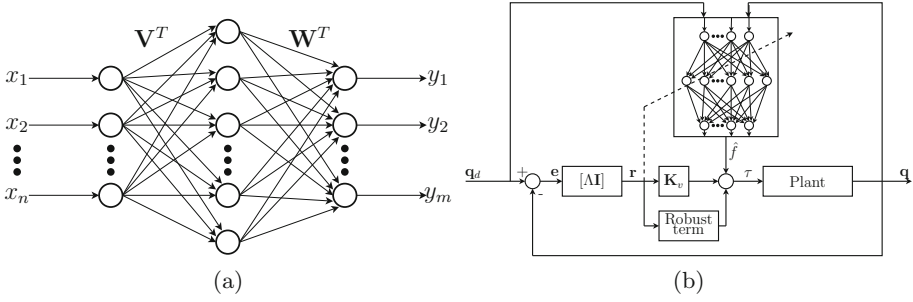 V^T W^T
x_1 y_1
x_2 y_2
x_n y_m
(a)
f̂
q_d + e [ΛI] r K_v τ Plant q
-
Robust
term
(b)